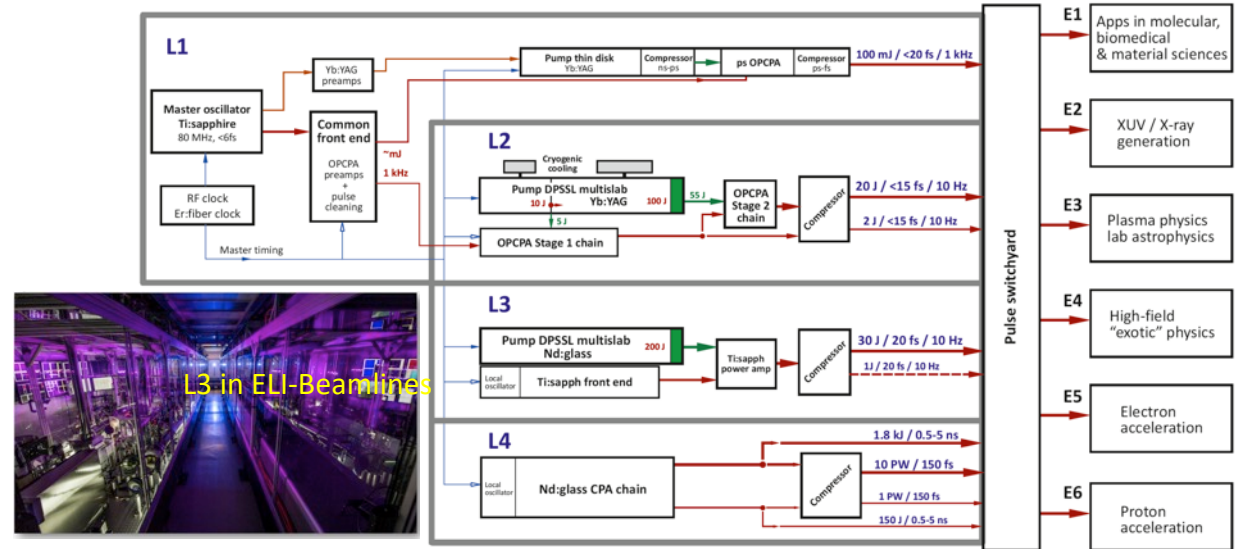 L1
Master oscillator
Ti:sapphire
80 MHz, <6fs
RF clock
Er:fiber clock
Master timing
Yb:YAG
preamps
Common
front end
OPCPA
preamps
+
pulse
cleaning
~mJ
1 kHz
Pump thin disk
Yb:YAG
Compressor
ns-ps
ps OPCPA
Compressor
ps-fs
100 mJ / <20 fs / 1 kHz
L2
Cryogenic
cooling
Pump DPSSL multislab
Yb:YAG
10 J
100 J
55 J
5 J
OPCPA Stage 1 chain
OPCPA
Stage 2
chain
Compressor
20 J / <15 fs / 10 Hz
2 J / <15 fs / 10 Hz
L3
Pump DPSSL multislab
Nd:glass
200 J
Local
oscillator
Ti:sapph front end
Ti:sapph
power amp
Compressor
30 J / 20 fs / 10 Hz
1J / 20 fs / 10 Hz
L4
Local
oscillator
Nd:glass CPA chain
Compressor
1.8 kJ / 0.5-5 ns
10 PW / 150 fs
1 PW / 150 fs
150 J / 0.5-5 ns
L3 in ELI-Beamlines
Pulse switchyard
E1
Apps in molecular,
biomedical
& material sciences
E2
XUV / X-ray
generation
E3
Plasma physics
lab astrophysics
E4
High-field
“exotic” physics
E5
Electron
acceleration
E6
Proton
acceleration